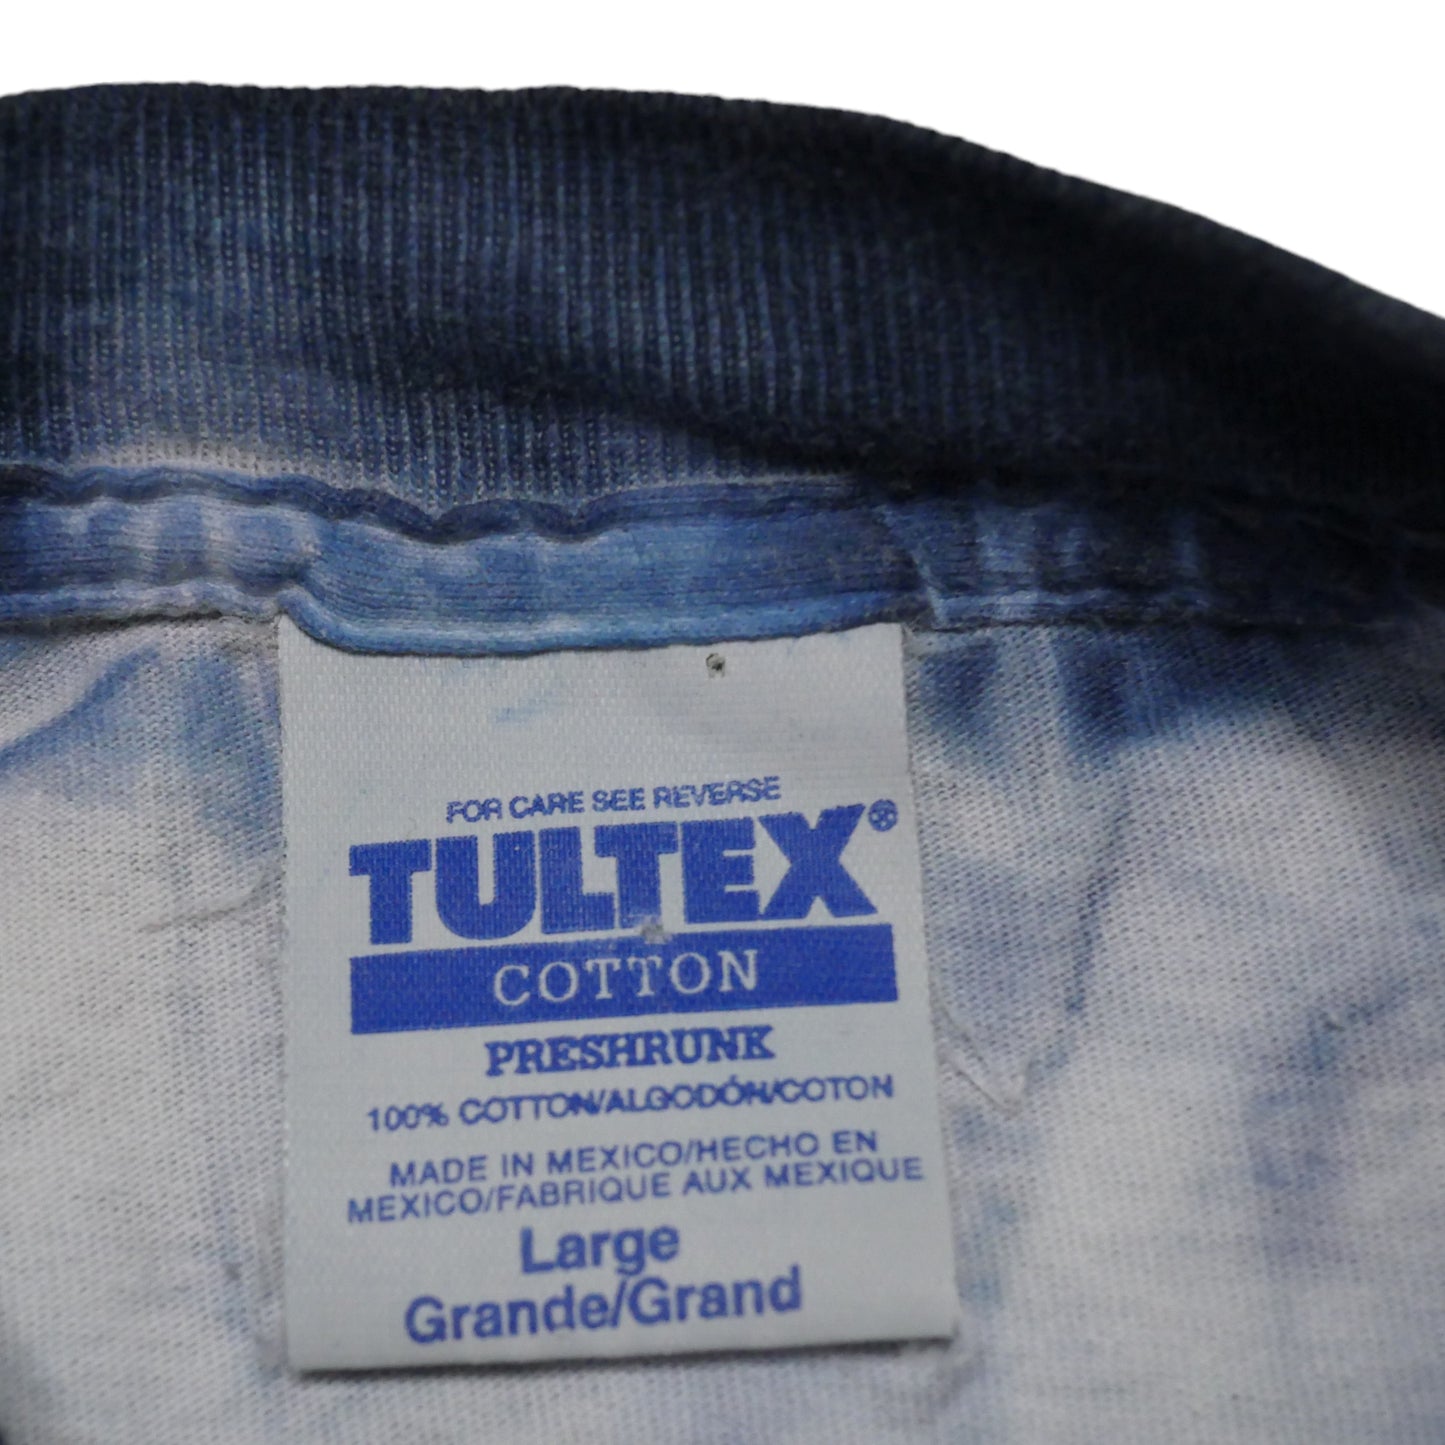 FOR CARE SEE REVERSE
TULTEX®
COTTON
PRESHRUNK
100% COTTON/ALGODÓN/COTON
MADE IN MEXICO/HECHO EN
MEXICO/FABRIQUE AUX MEXIQUE
Large
Grande/Grand